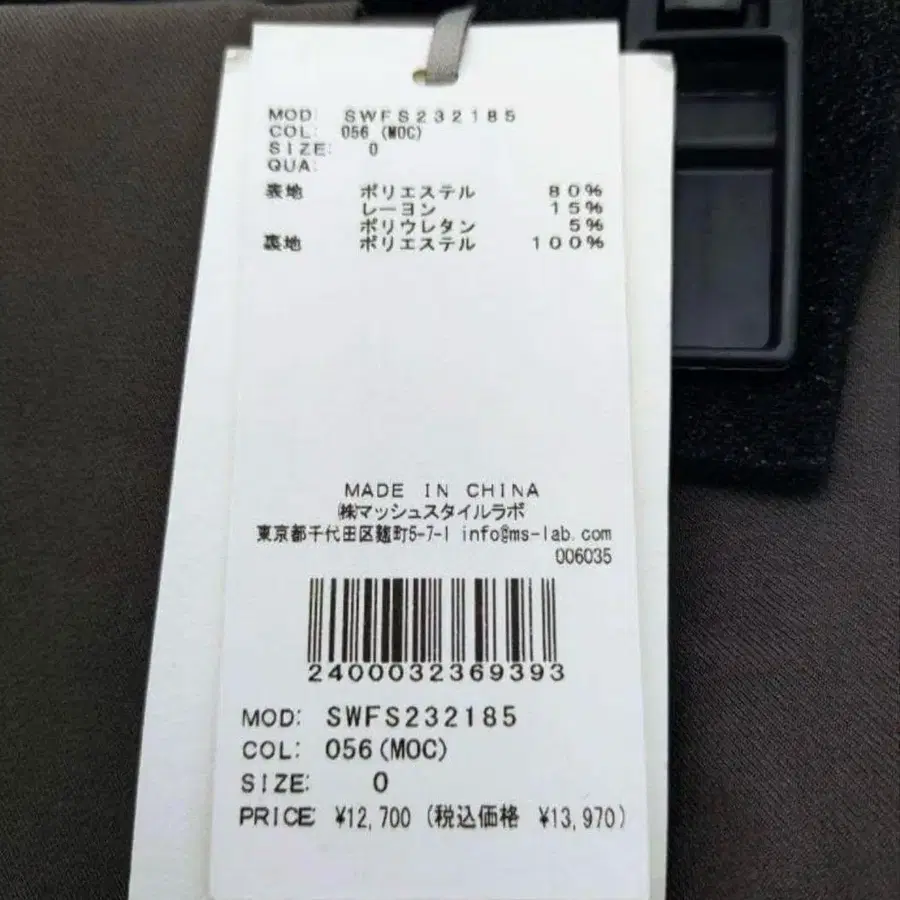 MOD: SWFS232185
COL: 056 (MOC)
SIZE: 0
QUA:
表地 ポリエステル 80%
レーヨン 15%
ポリウレタン 5%
裏地 ポリエステル 100%
MADE IN CHINA
㈱マッシュスタイルラボ
東京都千代田区麹町5-7-1 info@ms-lab.com
006035
2400032369393
MOD: SWFS232185
COL: 056(MOC)
SIZE: 0
PRICE: ¥12,700 (税込価格 ¥13,970)